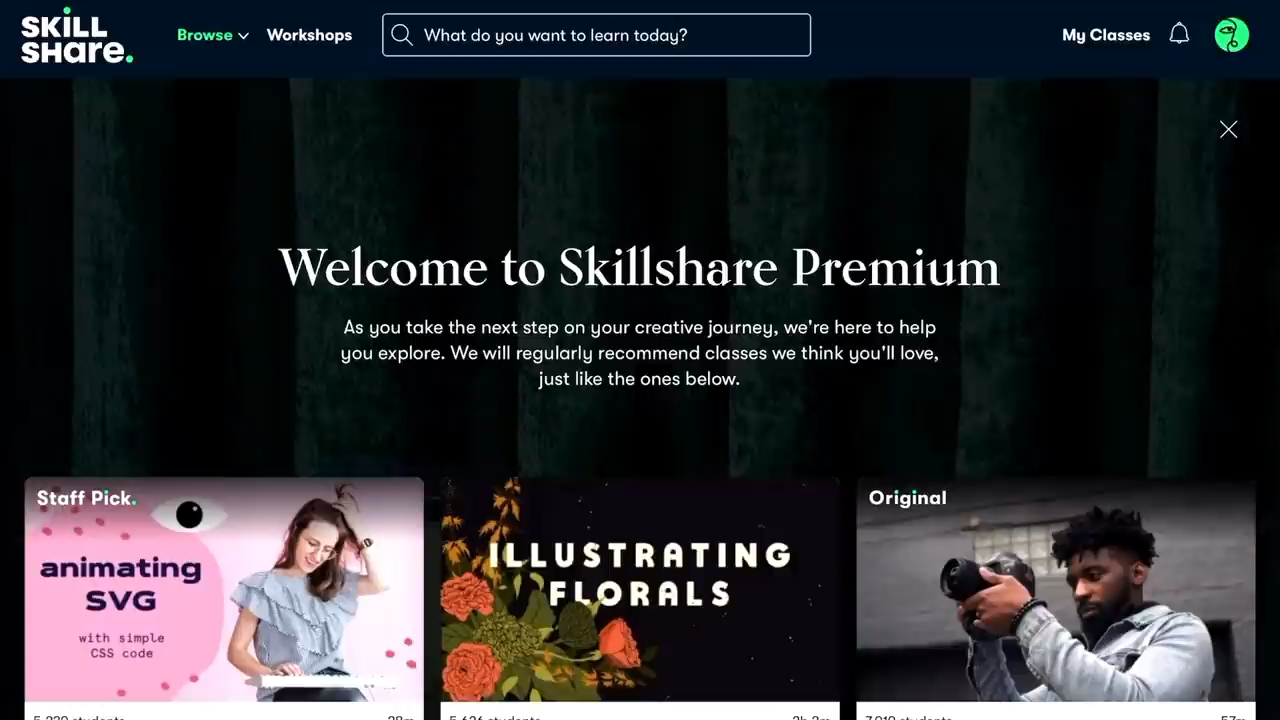 SKILL
SHare.
Browse
Workshops
What do you want to learn today?
My Classes
Welcome to Skillshare Premium
As you take the next step on your creative journey, we're here to help
you explore. We will regularly recommend classes we think you'll love,
just like the ones below.
Staff Pick.
animating
SVG
with simple
CSS code
ILLUSTRATING
FLORALS
Original
students
students
students